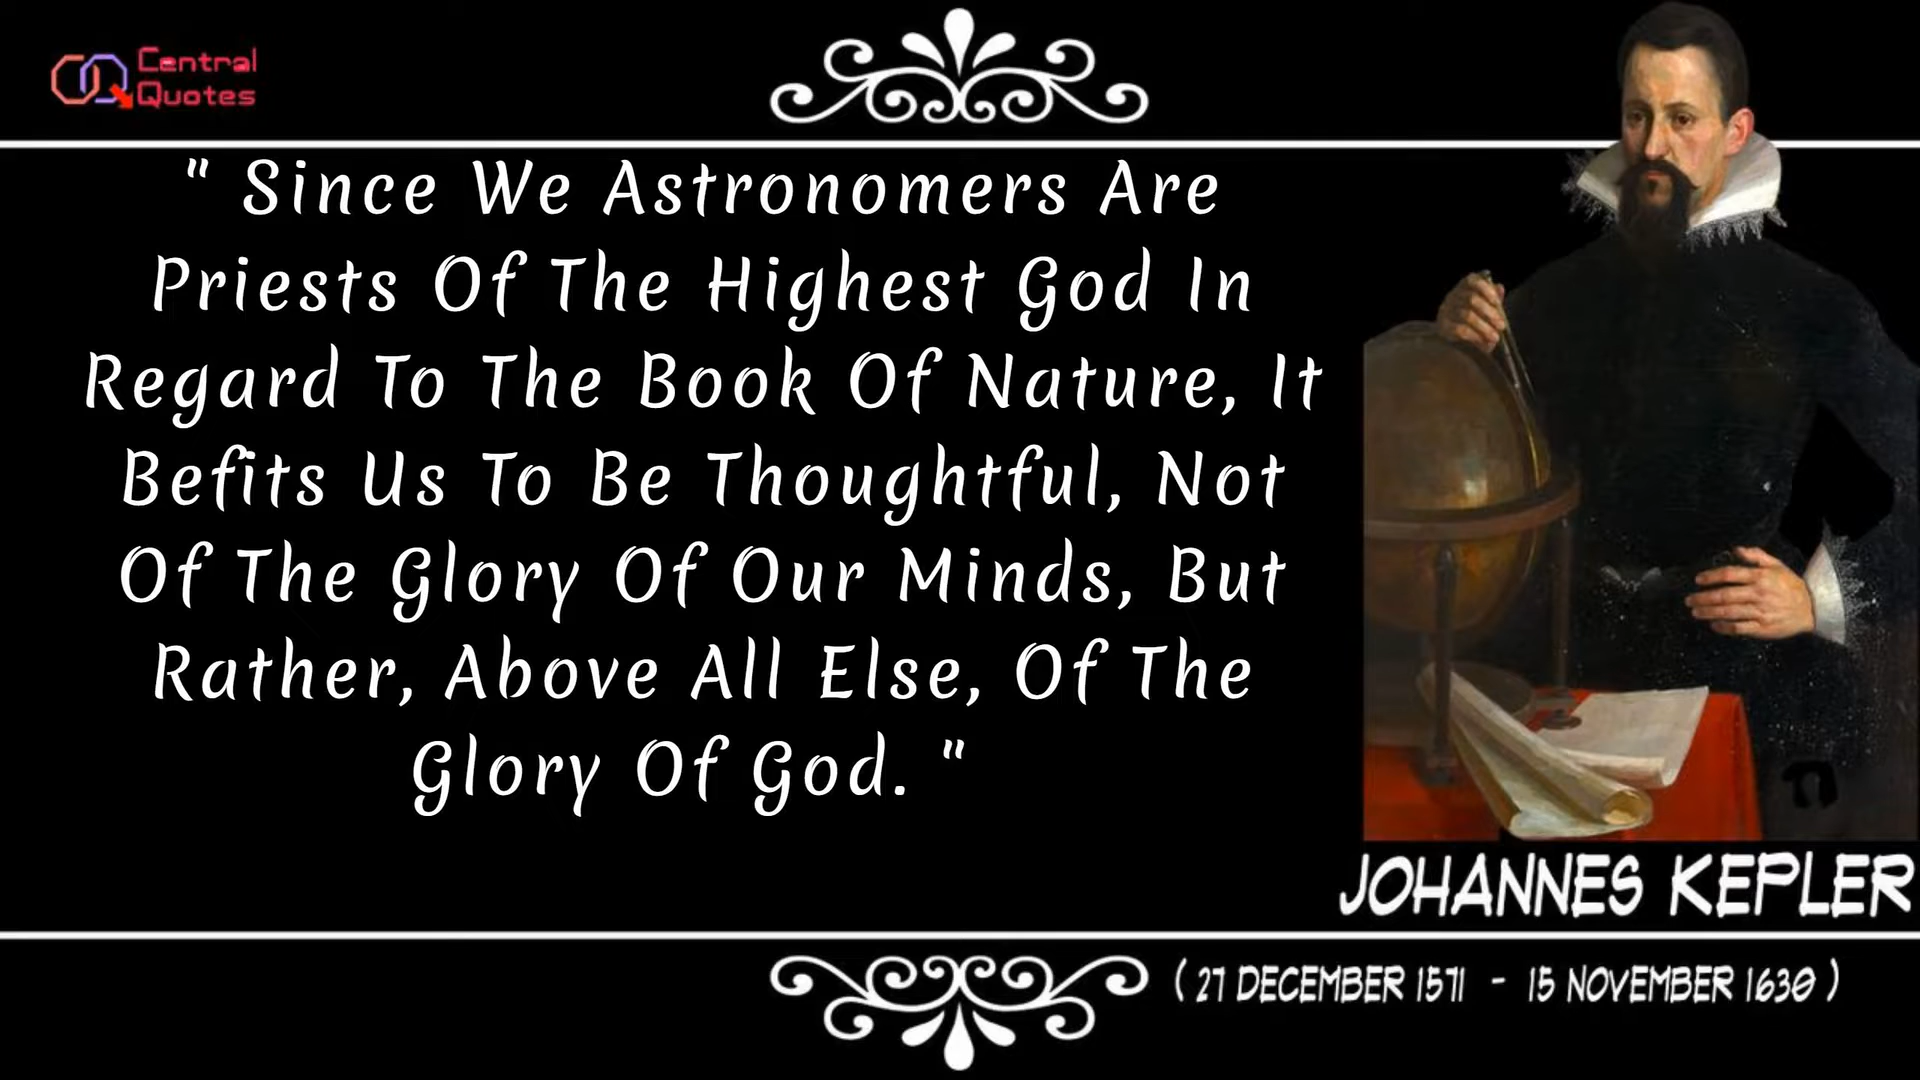 Central
Quotes
" Since We Astronomers Are
Priests Of The Highest God In
Regard To The Book Of Nature, It
Befits Us To Be Thoughtful, Not
Of The Glory Of Our Minds, But
Rather, Above All Else, Of The
Glory Of God. "
JOHANNES KEPLER
( 27 DECEMBER 1571 - 15 NOVEMBER 1630 )